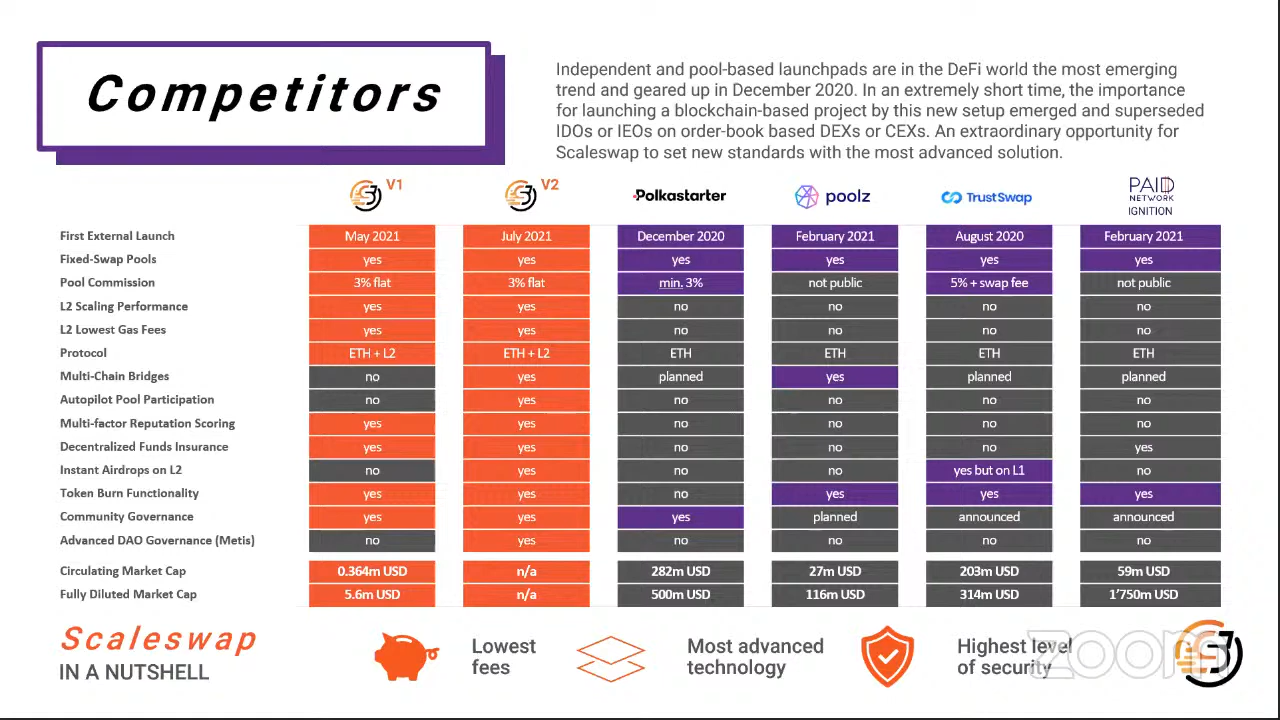 Competitors
Independent and pool-based launchpads are in the DeFi world the most emerging
trend and geared up in December 2020. In an extremely short time, the importance
for launching a blockchain-based project by this new setup emerged and superseded
IDOs or IEOs on order-book based DEXs or CEXs. An extraordinary opportunity for
Scaleswap to set new standards with the most advanced solution.
V1 V2 Polkastarter poolz TrustSwap PAID NETWORK IGNITION
First External Launch May 2021 July 2021 December 2020 February 2021 August 2020 February 2021
Fixed-Swap Pools yes yes yes yes yes yes
Pool Commission 3% flat 3% flat min. 3% not public 5% + swap fee not public
L2 Scaling Performance yes yes no no no no
L2 Lowest Gas Fees yes yes no no no no
Protocol ETH + L2 ETH + L2 ETH ETH ETH ETH
Multi-Chain Bridges no yes planned yes planned planned
Autopilot Pool Participation no yes no no no no
Multi-factor Reputation Scoring yes yes no no no no
Decentralized Funds Insurance yes yes no no no yes
Instant Airdrops on L2 no yes no no yes but on L1 no
Token Burn Functionality yes yes no yes yes yes
Community Governance yes yes yes planned announced announced
Advanced DAO Governance (Metis) no yes no no no no
Circulating Market Cap 0.364m USD n/a 282m USD 27m USD 203m USD 59m USD
Fully Diluted Market Cap 5.6m USD n/a 500m USD 116m USD 314m USD 1'750m USD
Scaleswap
IN A NUTSHELL
Lowest
fees
Most advanced
technology
Highest level
of security
zoom